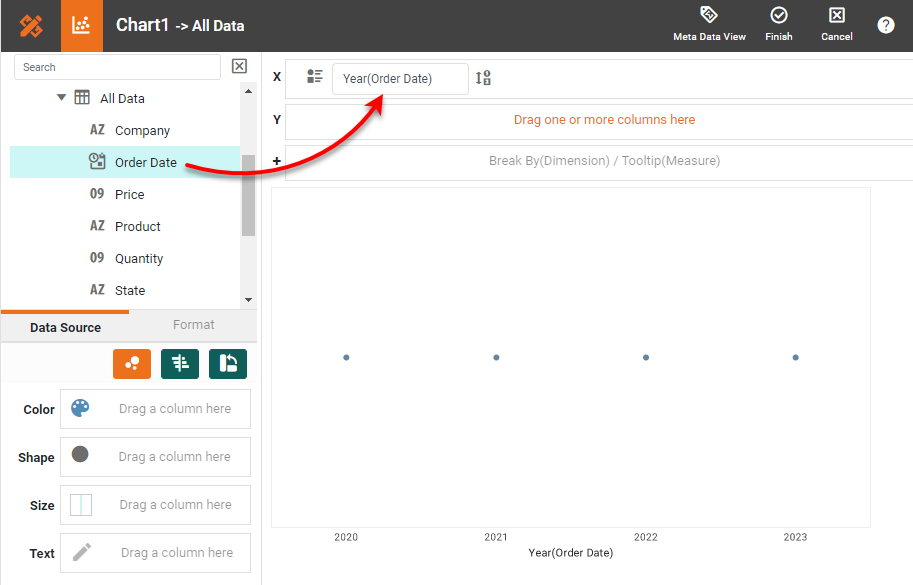 Chart1 -> All Data
Meta Data View
Finish
Cancel
?
Search
All Data
AZ Company
Order Date
09 Price
AZ Product
09 Quantity
AZ State
Data Source
Format
Color
Drag a column here
Shape
Drag a column here
Size
Drag a column here
Text
Drag a column here
X
Year(Order Date)
Y
Drag one or more columns here
+
Break By(Dimension) / Tooltip(Measure)
2020 2021 2022 2023
Year(Order Date)